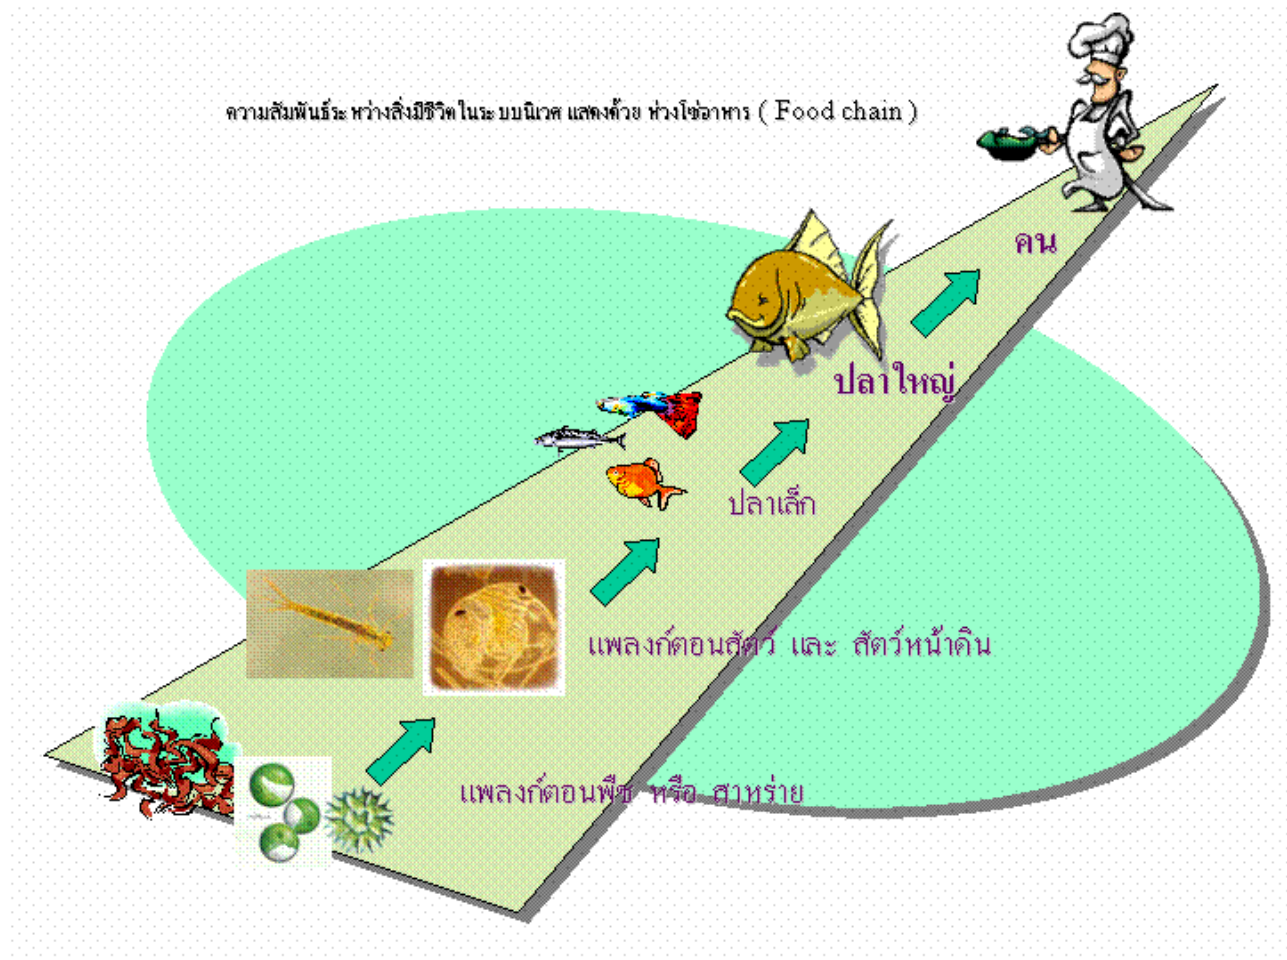 ความสัมพันธ์ระหว่างสิ่งมีชีวิตในระบบนิเวศ แสดงด้วย ห่วงโซ่อาหาร ( Food chain )
คน
ปลาใหญ่
ปลาเล็ก
แพลงก์ตอนสัตว์ และ สัตว์หน้าดิน
แพลงก์ตอนพืช หรือ สาหร่าย